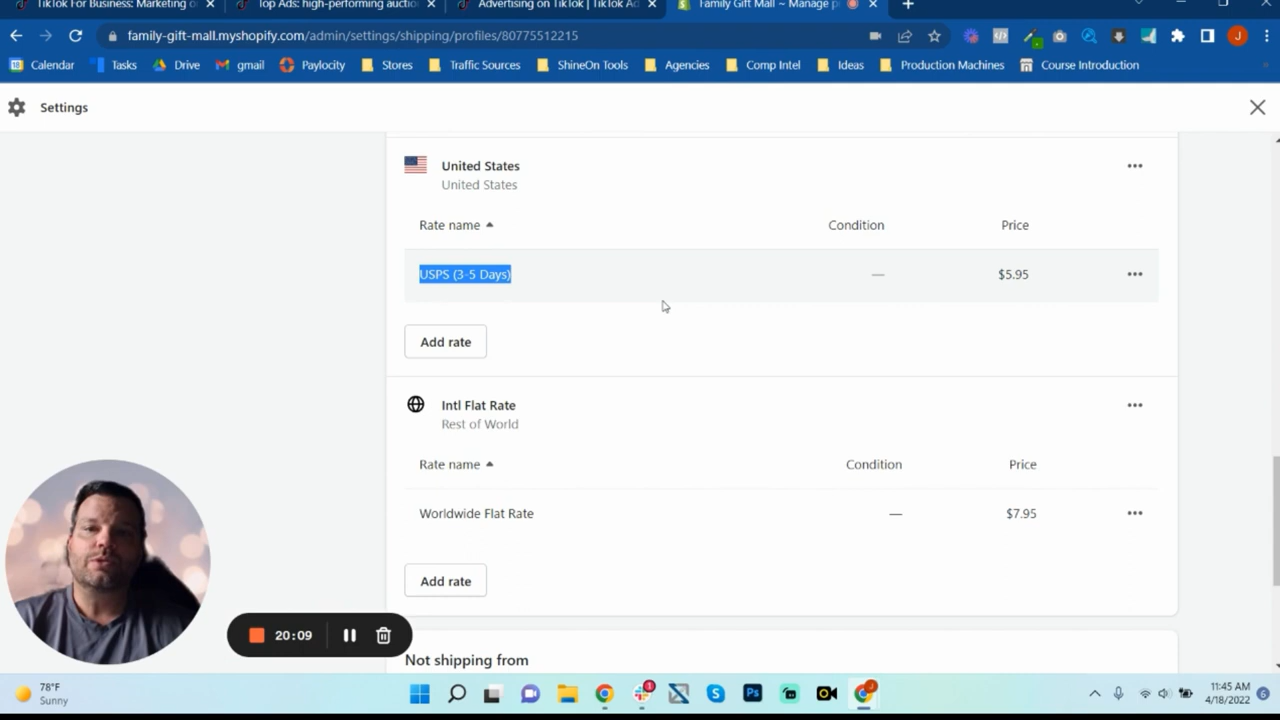 TikTok For Business: Marketing o
Top Ads: high-performing auctio
Advertising on TikTok | TikTok Ad
Family Gift Mall ~ Manage p
family-gift-mall.myshopify.com/admin/settings/shipping/profiles/80775512215
J
Calendar
Tasks
Drive
gmail
Paylocity
Stores
Traffic Sources
ShineOn Tools
Agencies
Comp Intel
Ideas
Production Machines
Course Introduction
Settings
United States
United States
Rate name
Condition
Price
USPS (3-5 Days)
—
$5.95
Add rate
Intl Flat Rate
Rest of World
Rate name
Condition
Price
Worldwide Flat Rate
—
$7.95
Add rate
20:09
Not shipping from
78°F
Sunny
1
Ps
J
11:45 AM
4/18/2022
6